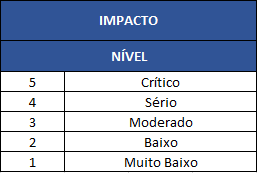 IMPACTO
NÍVEL
5 Crítico
4 Sério
3 Moderado
2 Baixo
1 Muito Baixo